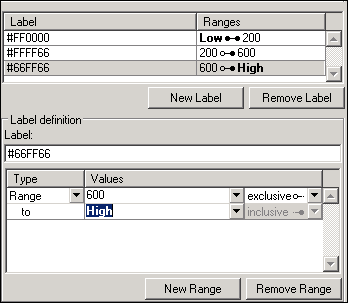 Label Ranges
#FF0000 Low 200
#FFFF66 200 600
#66FF66 600 High
New Label Remove Label
Label definition
Label:
#66FF66
Type Values
Range 600 exclusive
to High inclusive
New Range Remove Range